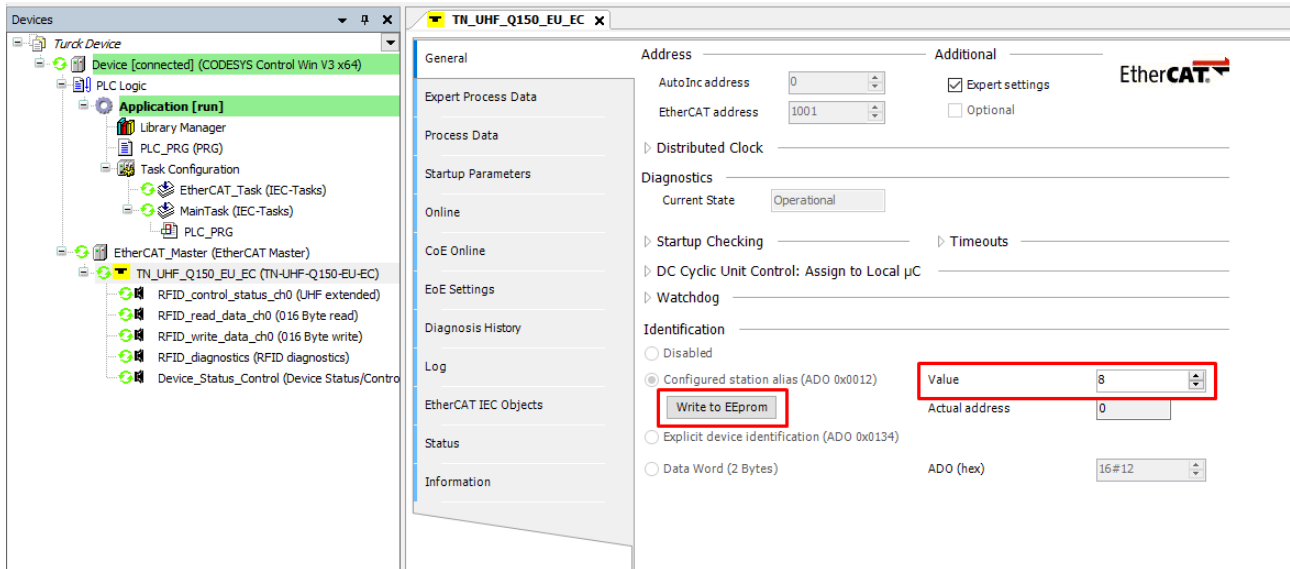 Devices
Turck Device
Device [connected] (CODESYS Control Win V3 x64)
PLC Logic
Application [run]
Library Manager
PLC_PRG (PRG)
Task Configuration
EtherCAT_Task (IEC-Tasks)
MainTask (IEC-Tasks)
PLC_PRG
EtherCAT_Master (EtherCAT Master)
TN_UHF_Q150_EU_EC (TN-UHF-Q150-EU-EC)
RFID_control_status_ch0 (UHF extended)
RFID_read_data_ch0 (016 Byte read)
RFID_write_data_ch0 (016 Byte write)
RFID_diagnostics (RFID diagnostics)
Device_Status_Control (Device Status/Contro
TN_UHF_Q150_EU_EC
General
Expert Process Data
Process Data
Startup Parameters
Online
CoE Online
EoE Settings
Diagnosis History
Log
EtherCAT IEC Objects
Status
Information
Address
AutoInc address 0
EtherCAT address 1001
Additional
Expert settings
Optional
EtherCAT
Distributed Clock
Diagnostics
Current State Operational
Startup Checking
Timeouts
DC Cyclic Unit Control: Assign to Local µC
Watchdog
Identification
Disabled
Configured station alias (ADO 0x0012) Value 8
Write to EEprom Actual address 0
Explicit device identification (ADO 0x0134)
Data Word (2 Bytes) ADO (hex) 16#12